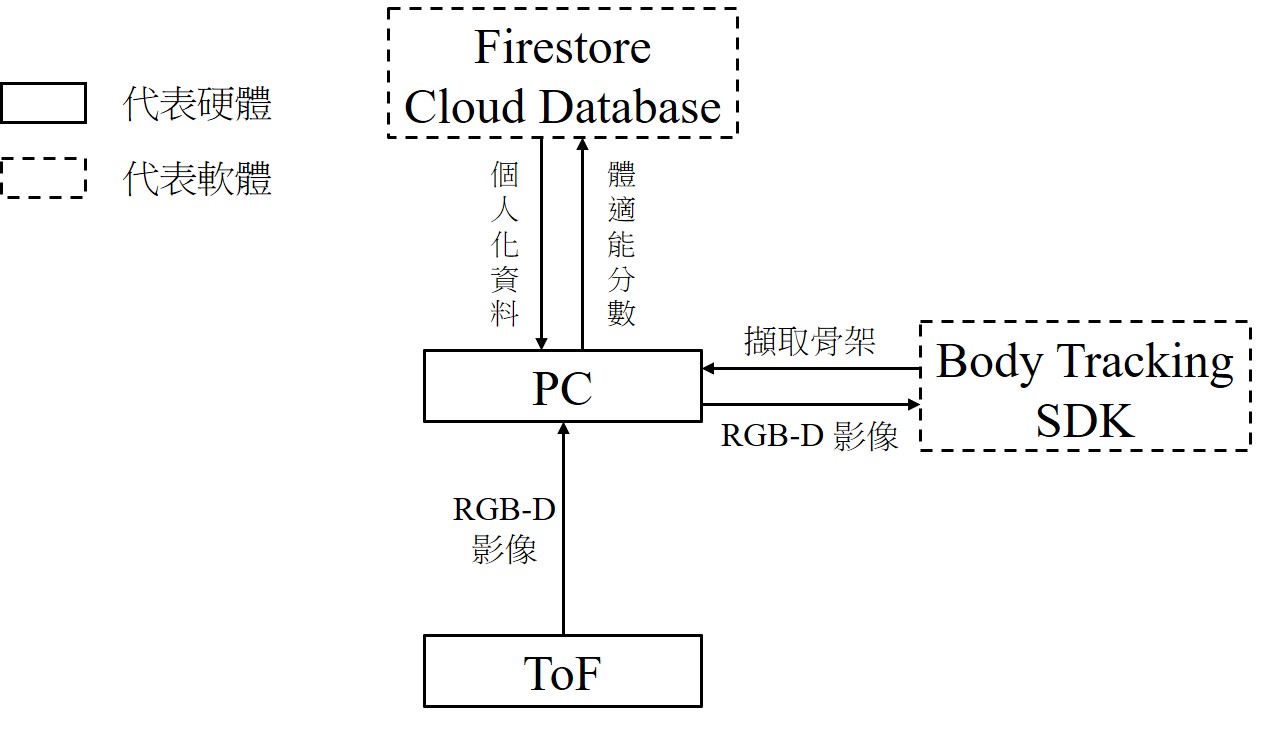 Firestore
Cloud Database
代表硬體
代表軟體
個人化資料
體適能分數
擷取骨架
Body Tracking
SDK
PC
RGB-D 影像
RGB-D
影像
ToF